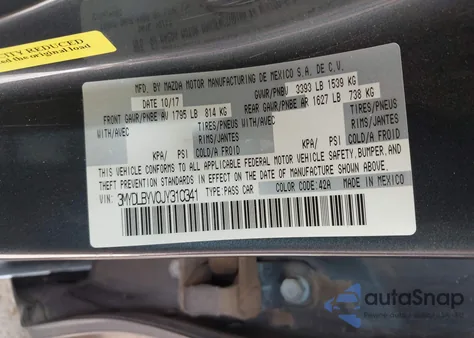 CTLY REDUCED
MFD. BY MAZDA MOTOR MANUFACTURING DE MEXICO S.A. DE C.V.
DATE 10/17
GVWR/PNBV 3393 LB 1539 KG
FRONT GAWR/PNBE AV 1795 LB 814 KG
REAR GAWR/PNBE AR 1627 LB 738 KG
WITH/AVEC
TIRES/PNEUS
RIMS/JANTES
KPA/ PSI COLD/A FROID
WITH/AVEC
TIRES/PNEUS
RIMS/JANTES
KPA/ PSI COLD/A FROID
THIS VEHICLE CONFORMS TO ALL APPLICABLE FEDERAL MOTOR VEHICLE SAFETY, BUMPER, AND
THEFT PREVENTION STANDARDS IN EFFECT ON THE DATE OF MANUFACTURE SHOWN ABOVE.
VIN: 3MYDLBYV0JY310341
TYPE PASS CAR
COLOR CODE: 42A
MADE IN MEXICO
autoSnap